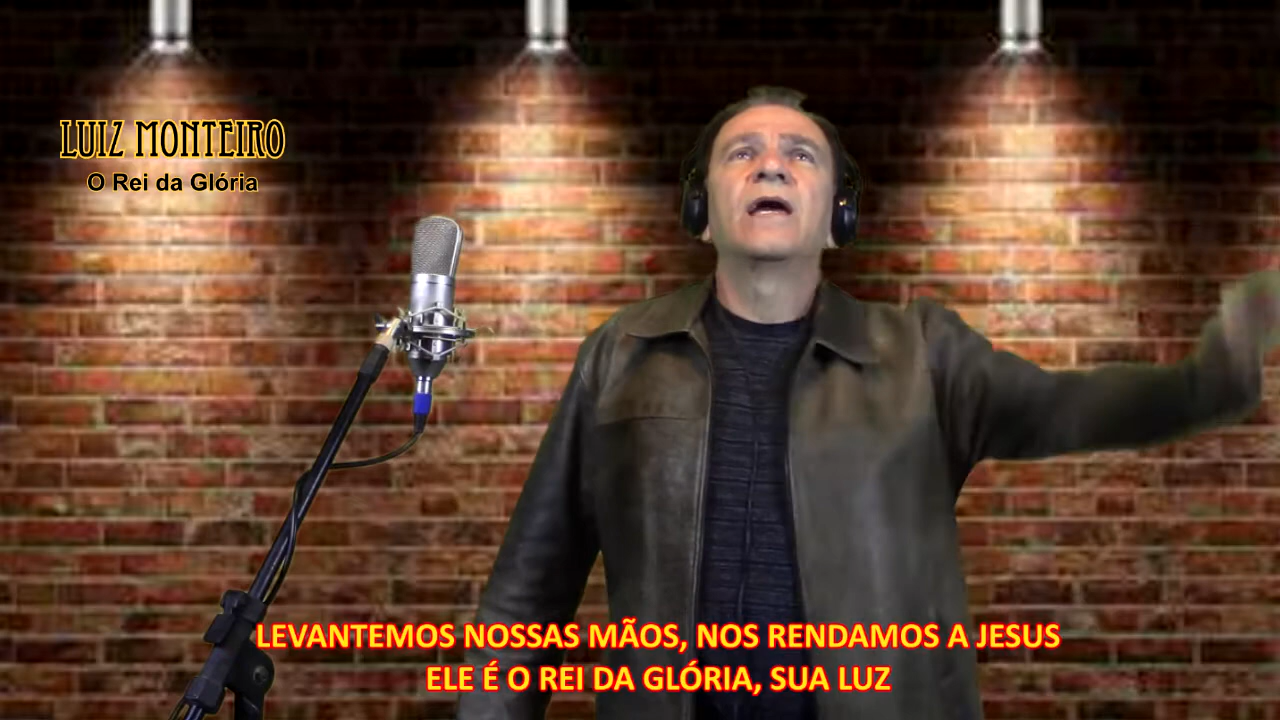 LUIZ MONTEIRO
O Rei da Glória
LEVANTEMOS NOSSAS MÃOS, NOS RENDAMOS A JESUS
ELE É O REI DA GLÓRIA, SUA LUZ